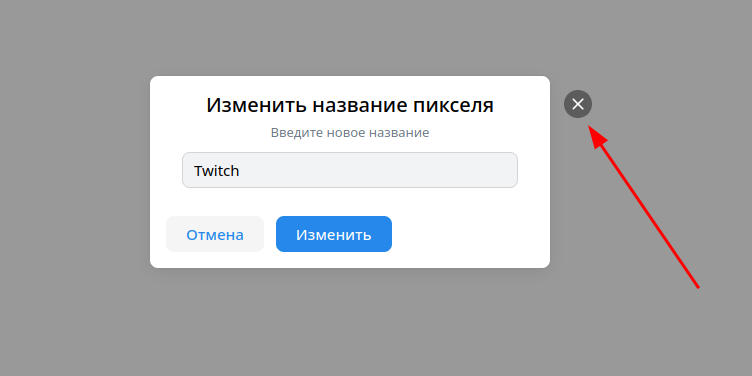 Изменить название пикселя
Введите новое название
Twitch
Отмена Изменить